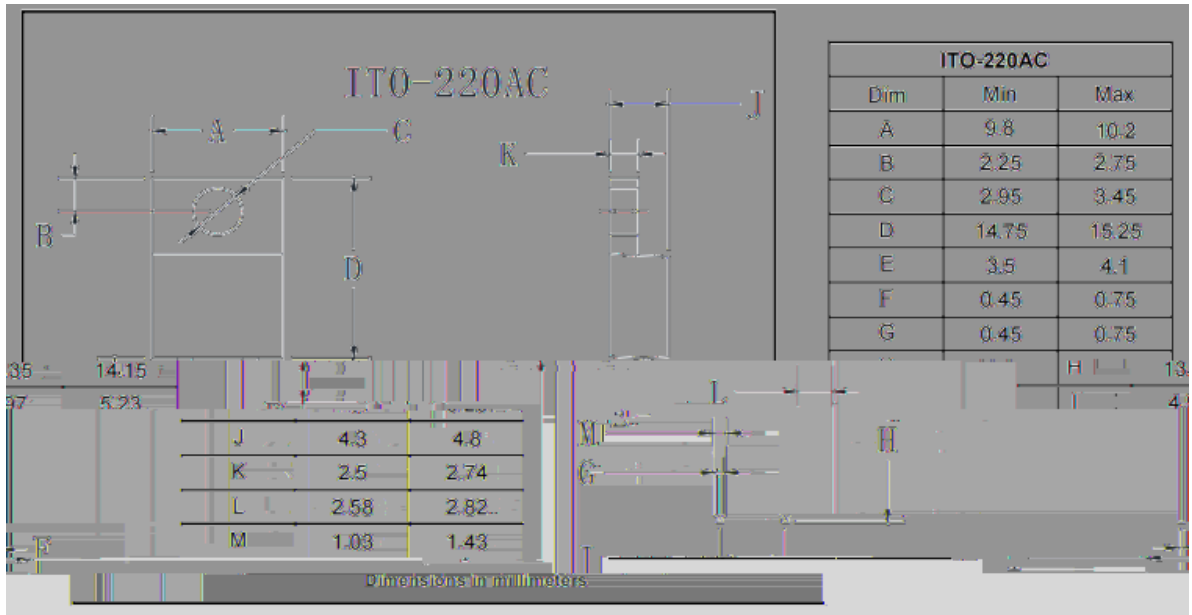 ITO-220AC
A
C
K
J
B
D
ITO-220AC
Dim Min Max
A 9.8 10.2
B 2.25 2.75
C 2.95 3.45
D 14.75 15.25
E 3.5 4.1
F 0.45 0.75
G 0.45 0.75
14.15
H 13.
5.23
L
J 4.3 4.8
K 2.5 2.74
L 2.58 2.82
M 1.03 1.43
M
G
H
Dimensions in millimeters